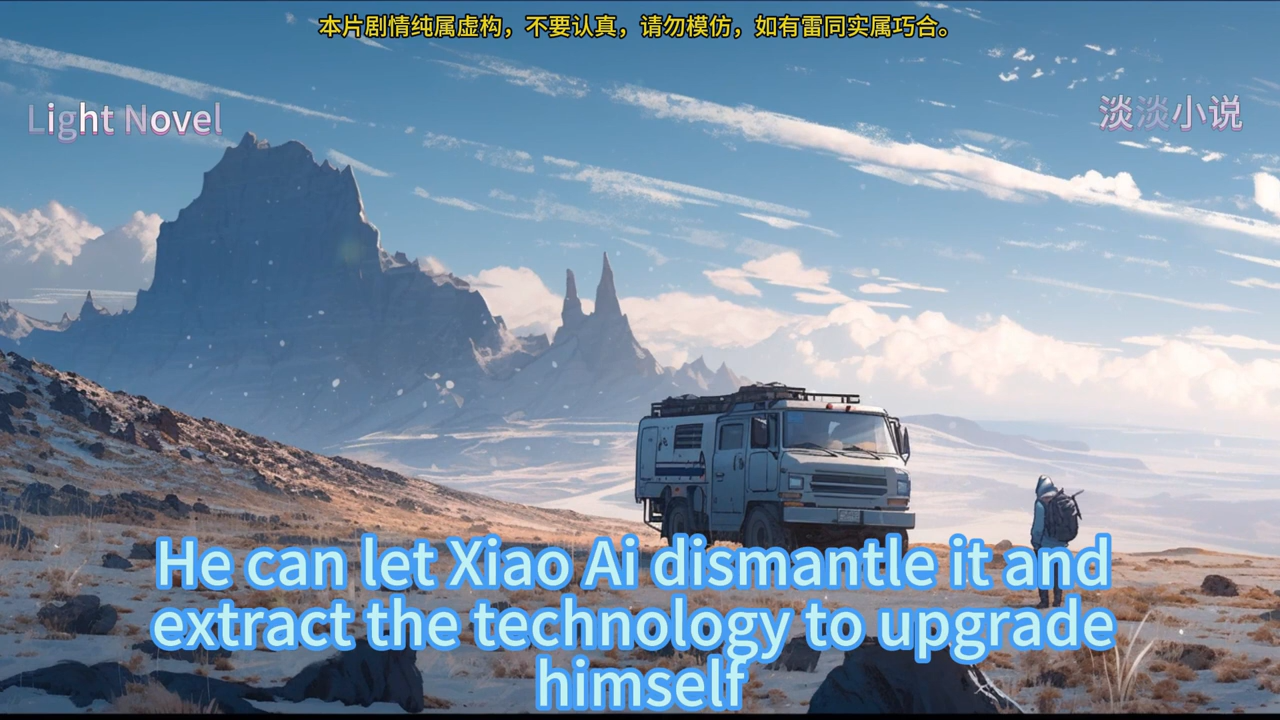 本片剧情纯属虚构，不要认真，请勿模仿，如有雷同实属巧合。
Light Novel
淡淡小说
He can let Xiao Ai dismantle it and
extract the technology to upgrade
himself